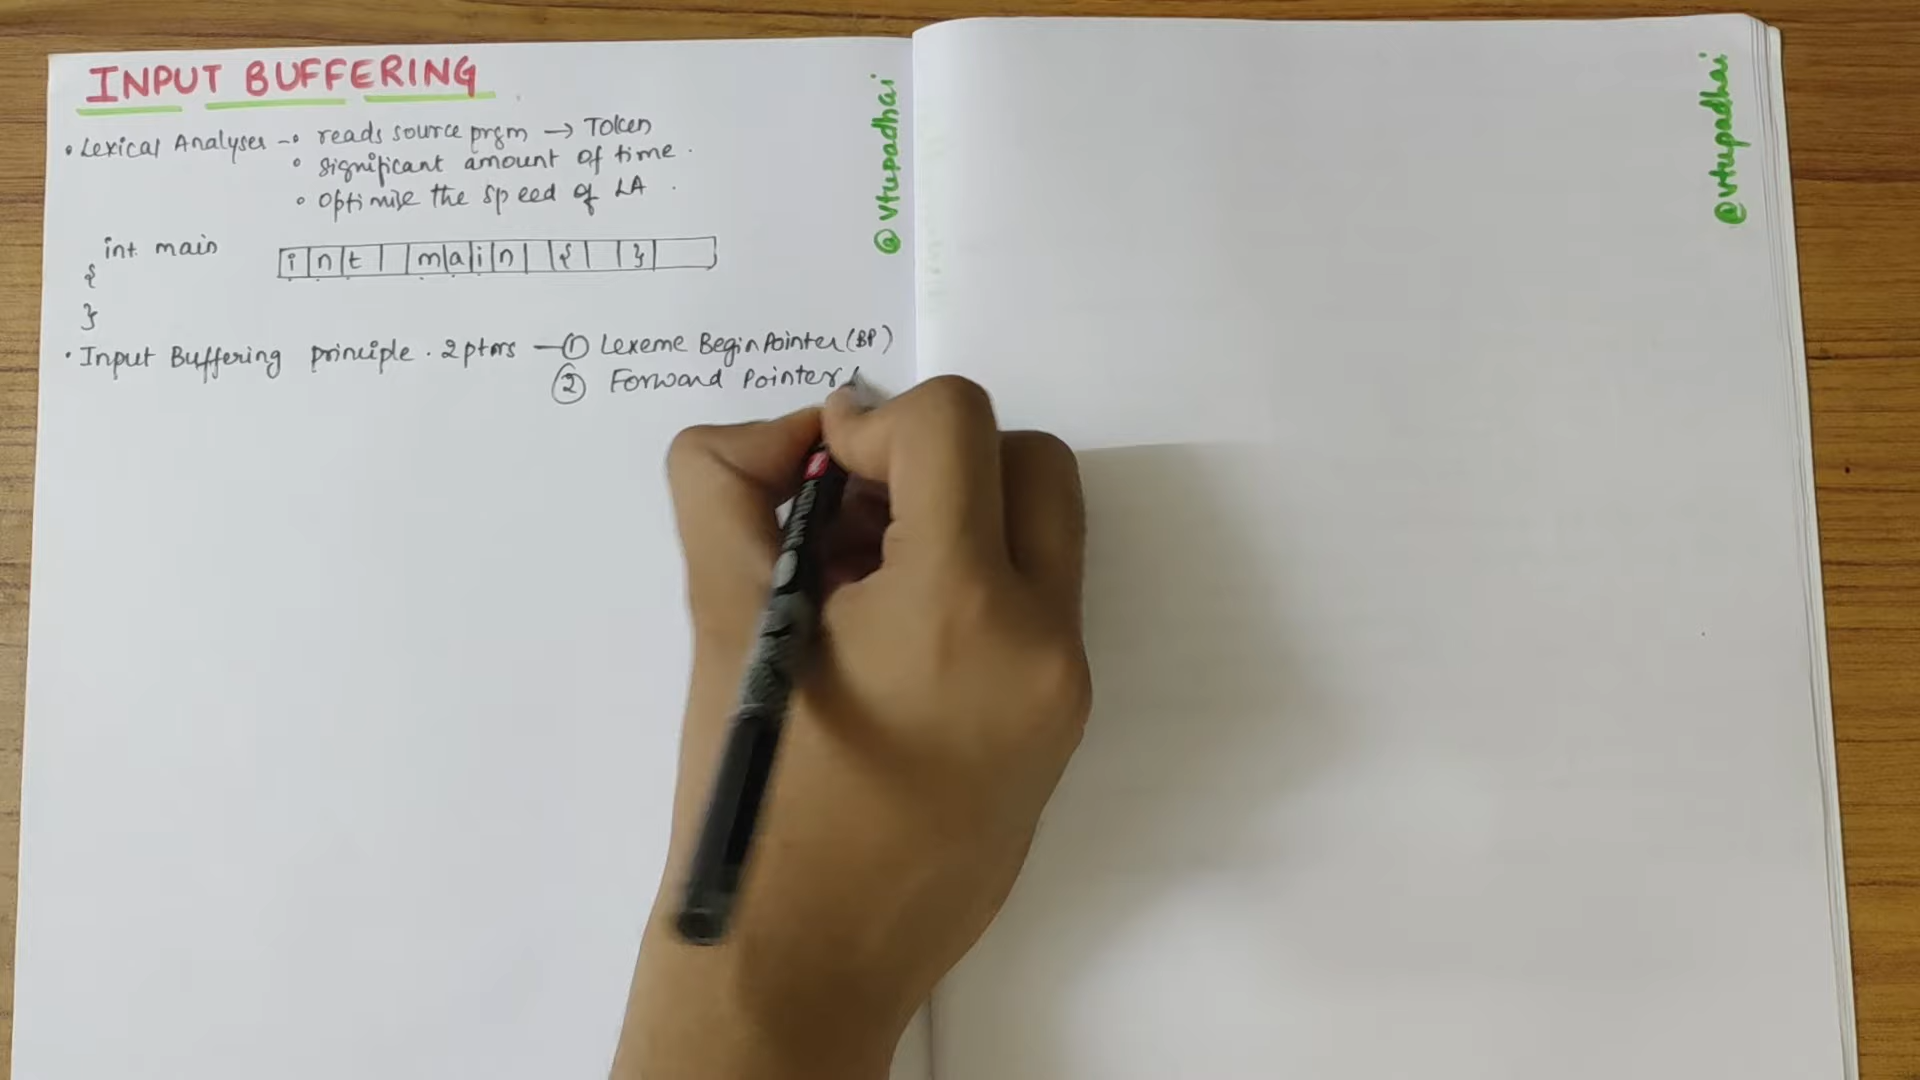 INPUT BUFFERING
• Lexical Analyser -• reads source prgm → Token
• significant amount of time.
• optimize the speed of LA.
int main
{
}
i n t m a i n { }
• Input Buffering principle. 2 ptrs — ① Lexeme Begin Pointer (BP)
② Forward Pointer (
@vtupadhai
@vtupadhai